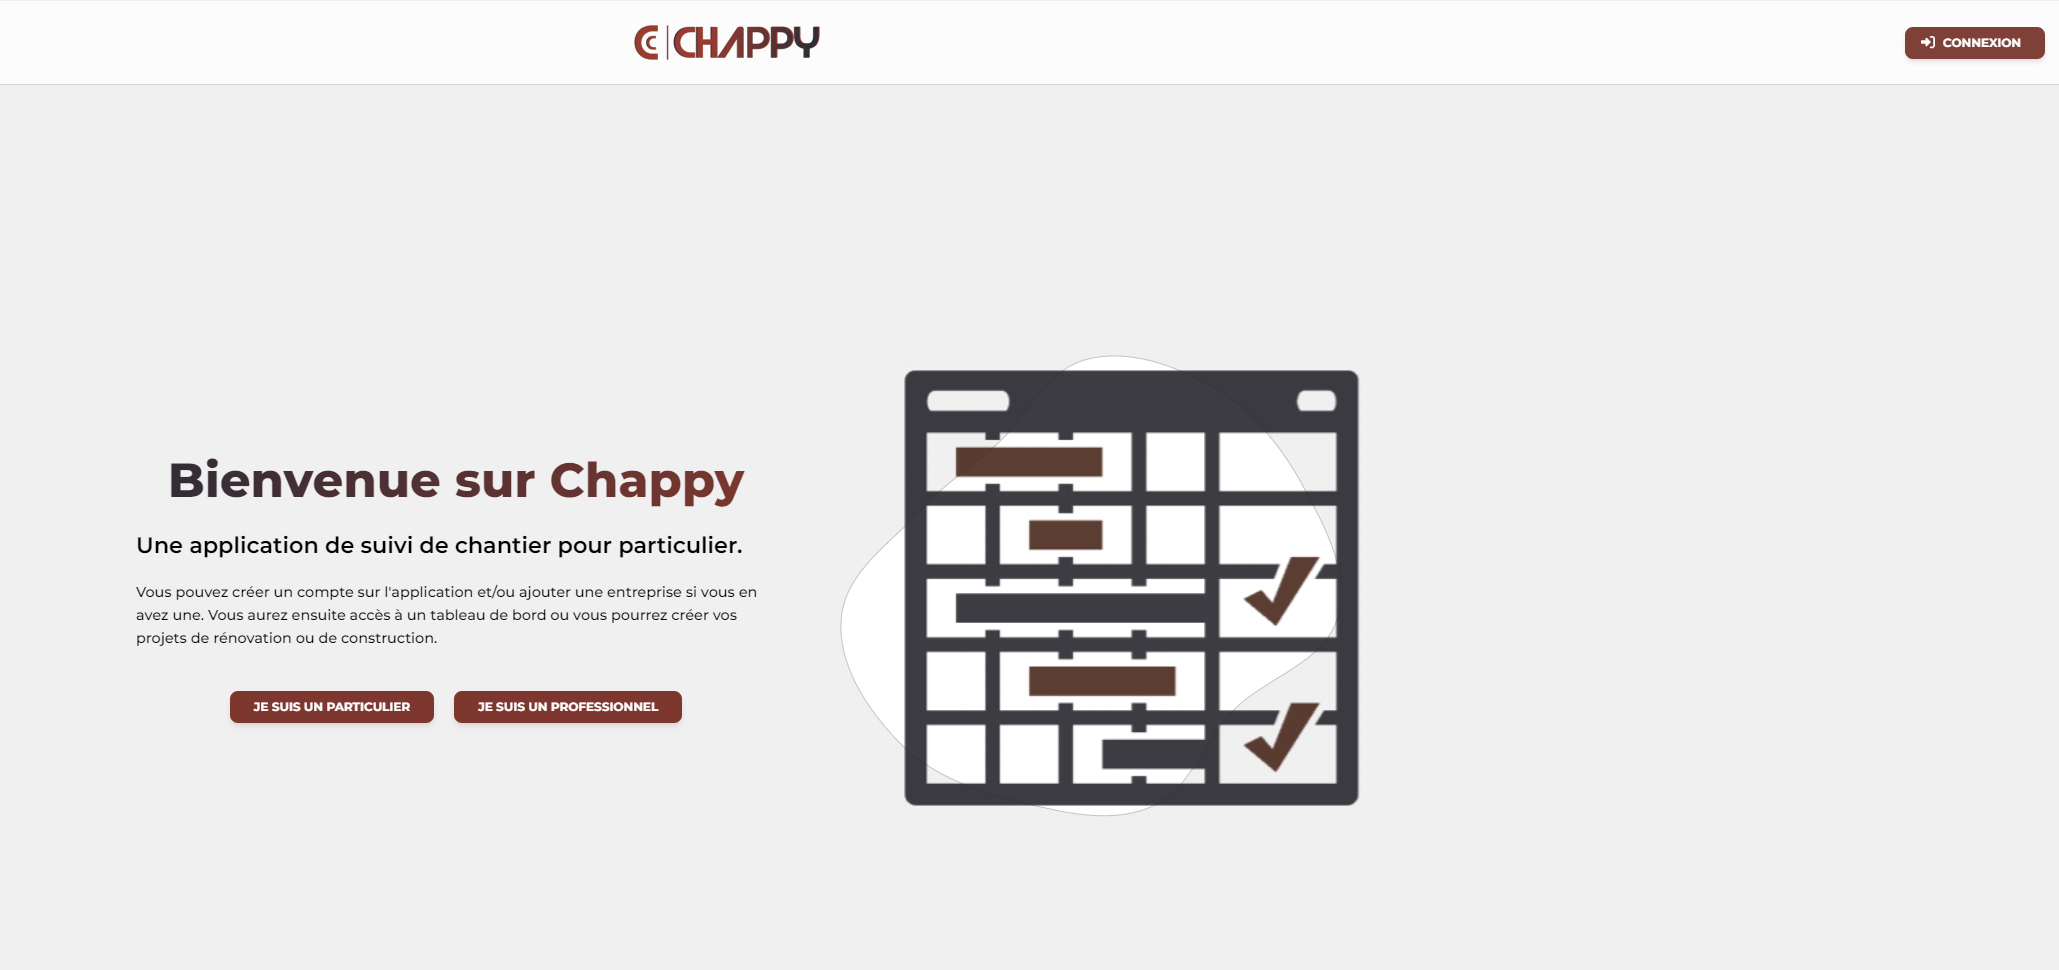 CHAPPY
CONNEXION
Bienvenue sur Chappy
Une application de suivi de chantier pour particulier.
Vous pouvez créer un compte sur l'application et/ou ajouter une entreprise si vous en
avez une. Vous aurez ensuite accès à un tableau de bord ou vous pourrez créer vos
projets de rénovation ou de construction.
JE SUIS UN PARTICULIER
JE SUIS UN PROFESSIONNEL